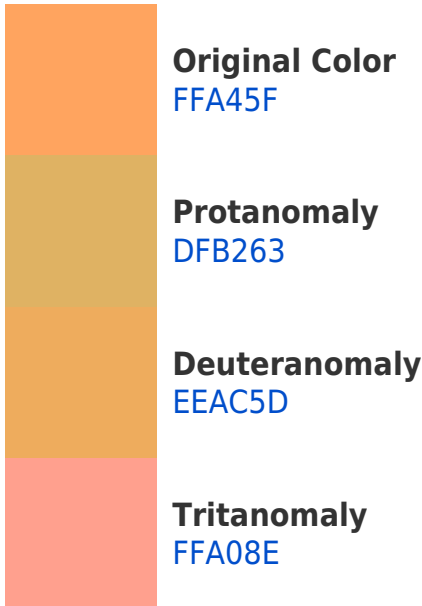 Original Color
FFA45F
Protanomaly
DFB263
Deuteranomaly
EEAC5D
Tritanomaly
FFA08E